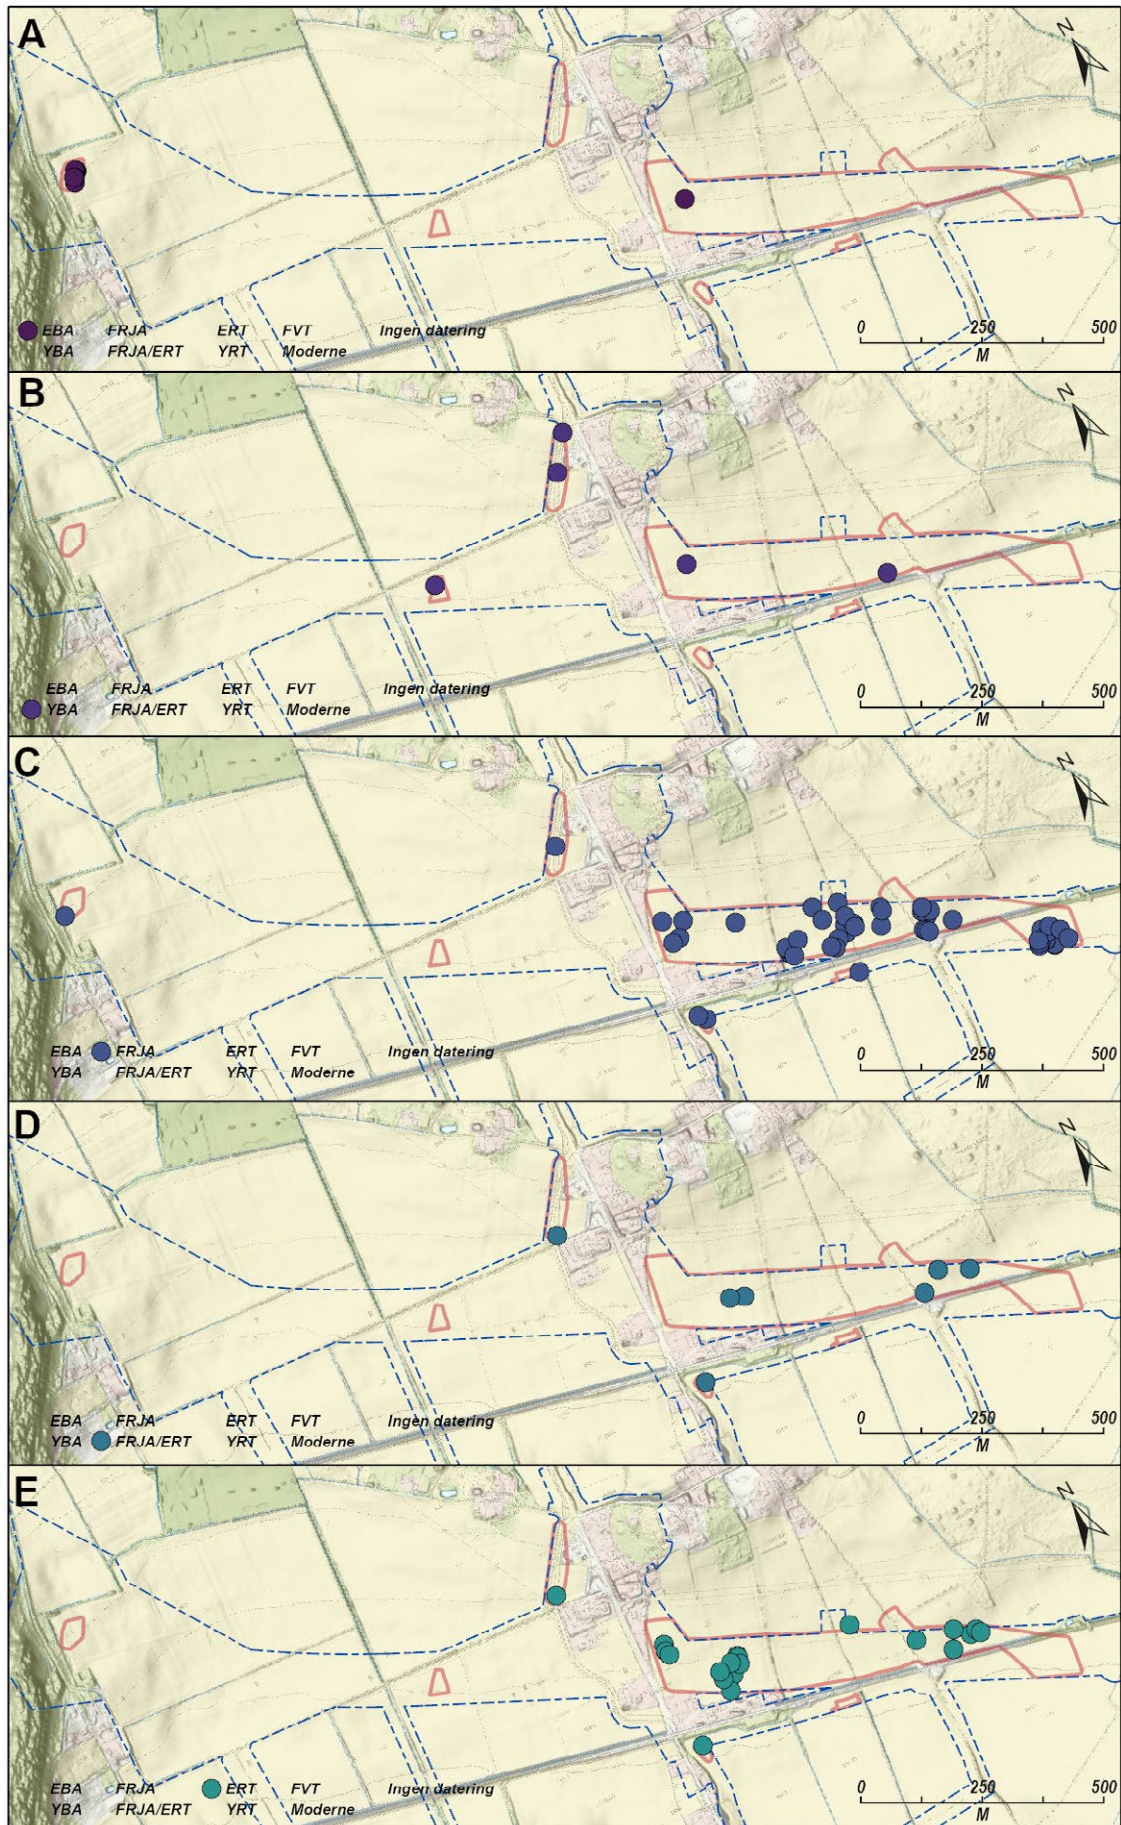 A
N
EBA FRJA ERT FVT Ingen datering
YBA FRJA/ERT YRT Moderne
0 250 500
M
B
N
EBA FRJA ERT FVT Ingen datering
YBA FRJA/ERT YRT Moderne
0 250 500
M
C
N
EBA FRJA ERT FVT Ingen datering
YBA FRJA/ERT YRT Moderne
0 250 500
M
D
N
EBA FRJA ERT FVT Ingen datering
YBA FRJA/ERT YRT Moderne
0 250 500
M
E
N
EBA FRJA ERT FVT Ingen datering
YBA FRJA/ERT YRT Moderne
0 250 500
M